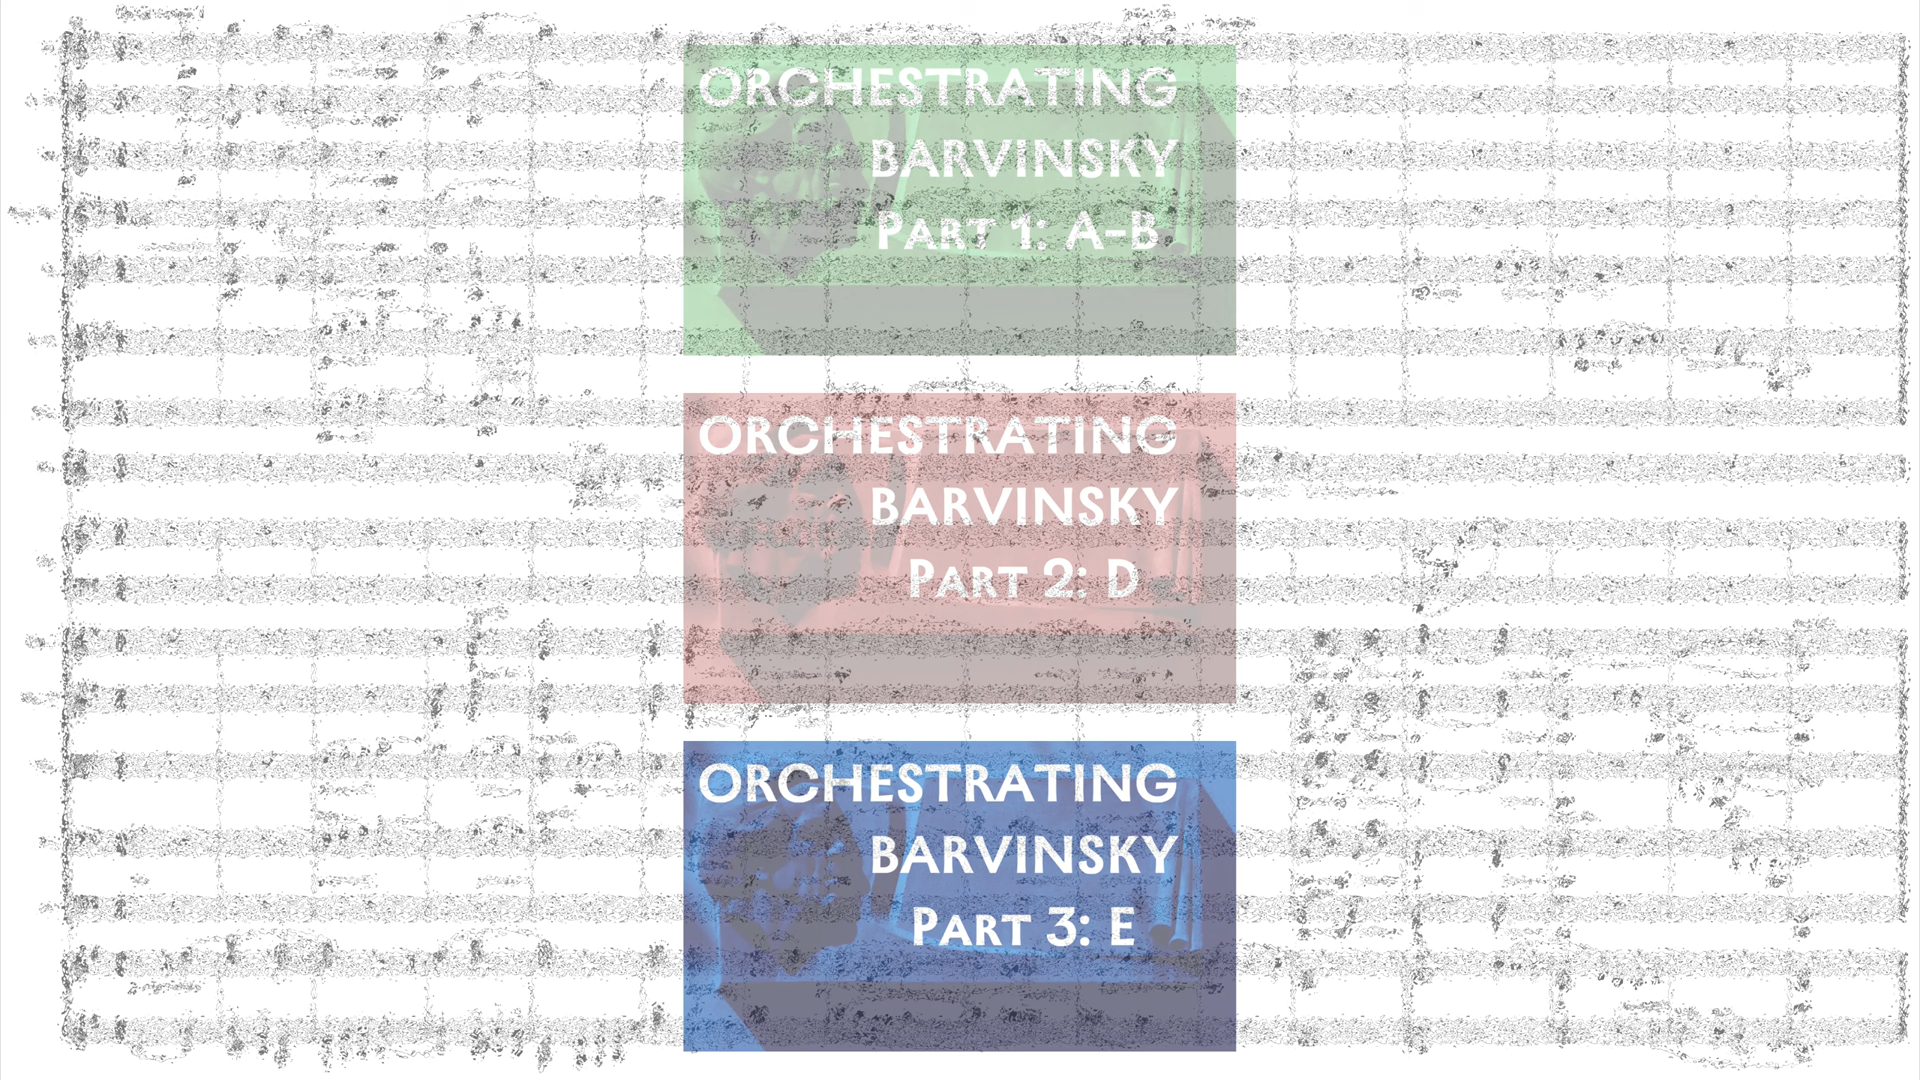 ORCHESTRATING
BARVINSKY
PART 1: A-B
ORCHESTRATING
BARVINSKY
PART 2: D
ORCHESTRATING
BARVINSKY
PART 3: E